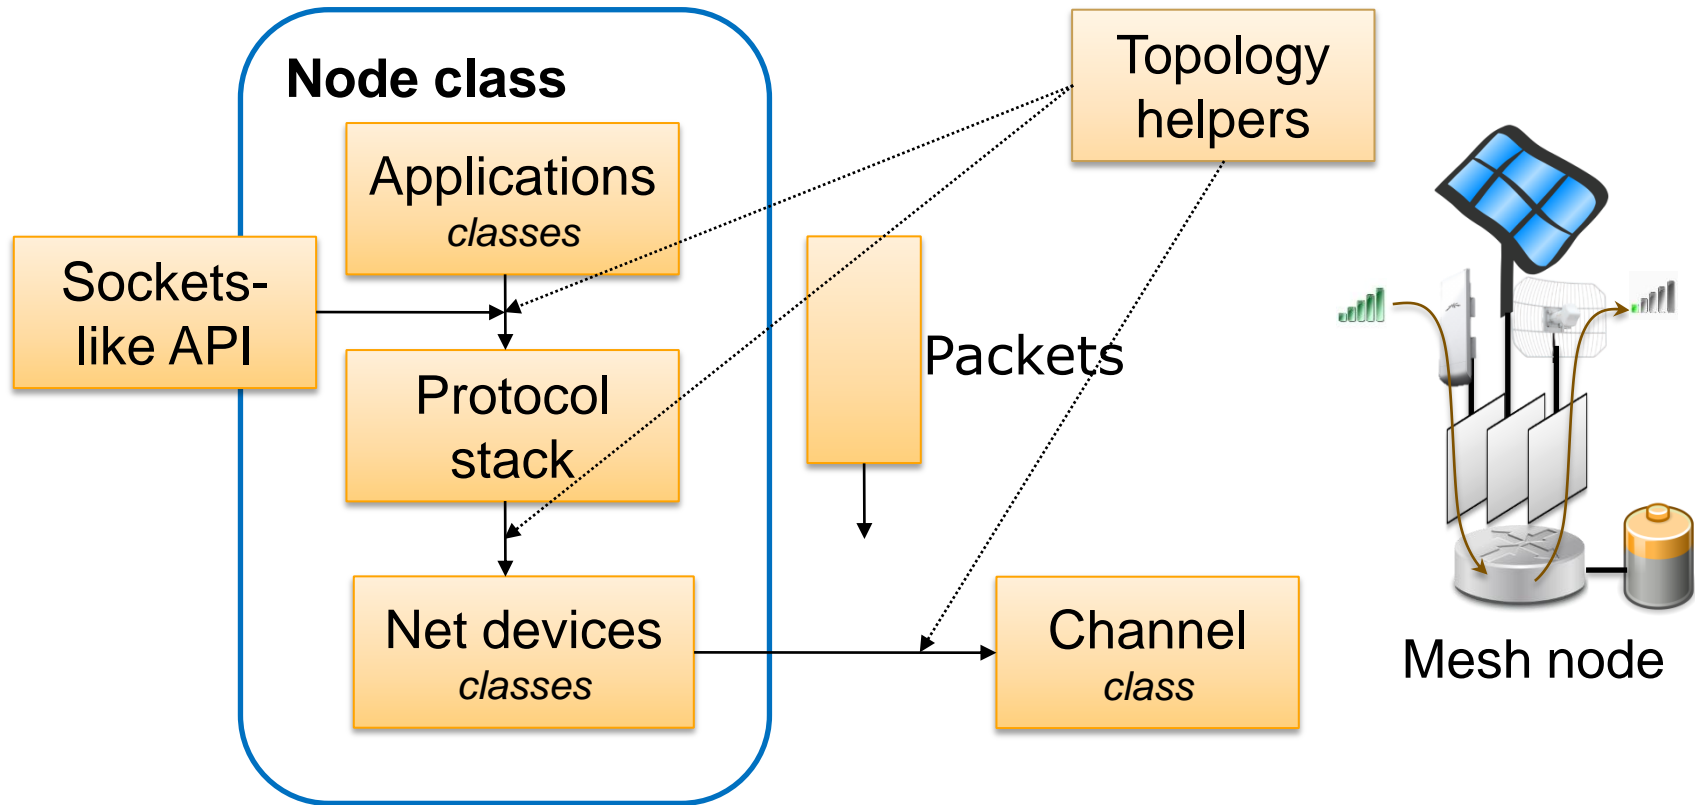 Node class
Applications
classes
Sockets-
like API
Protocol
stack
Net devices
classes
Packets
Topology
helpers
Channel
class
Mesh node